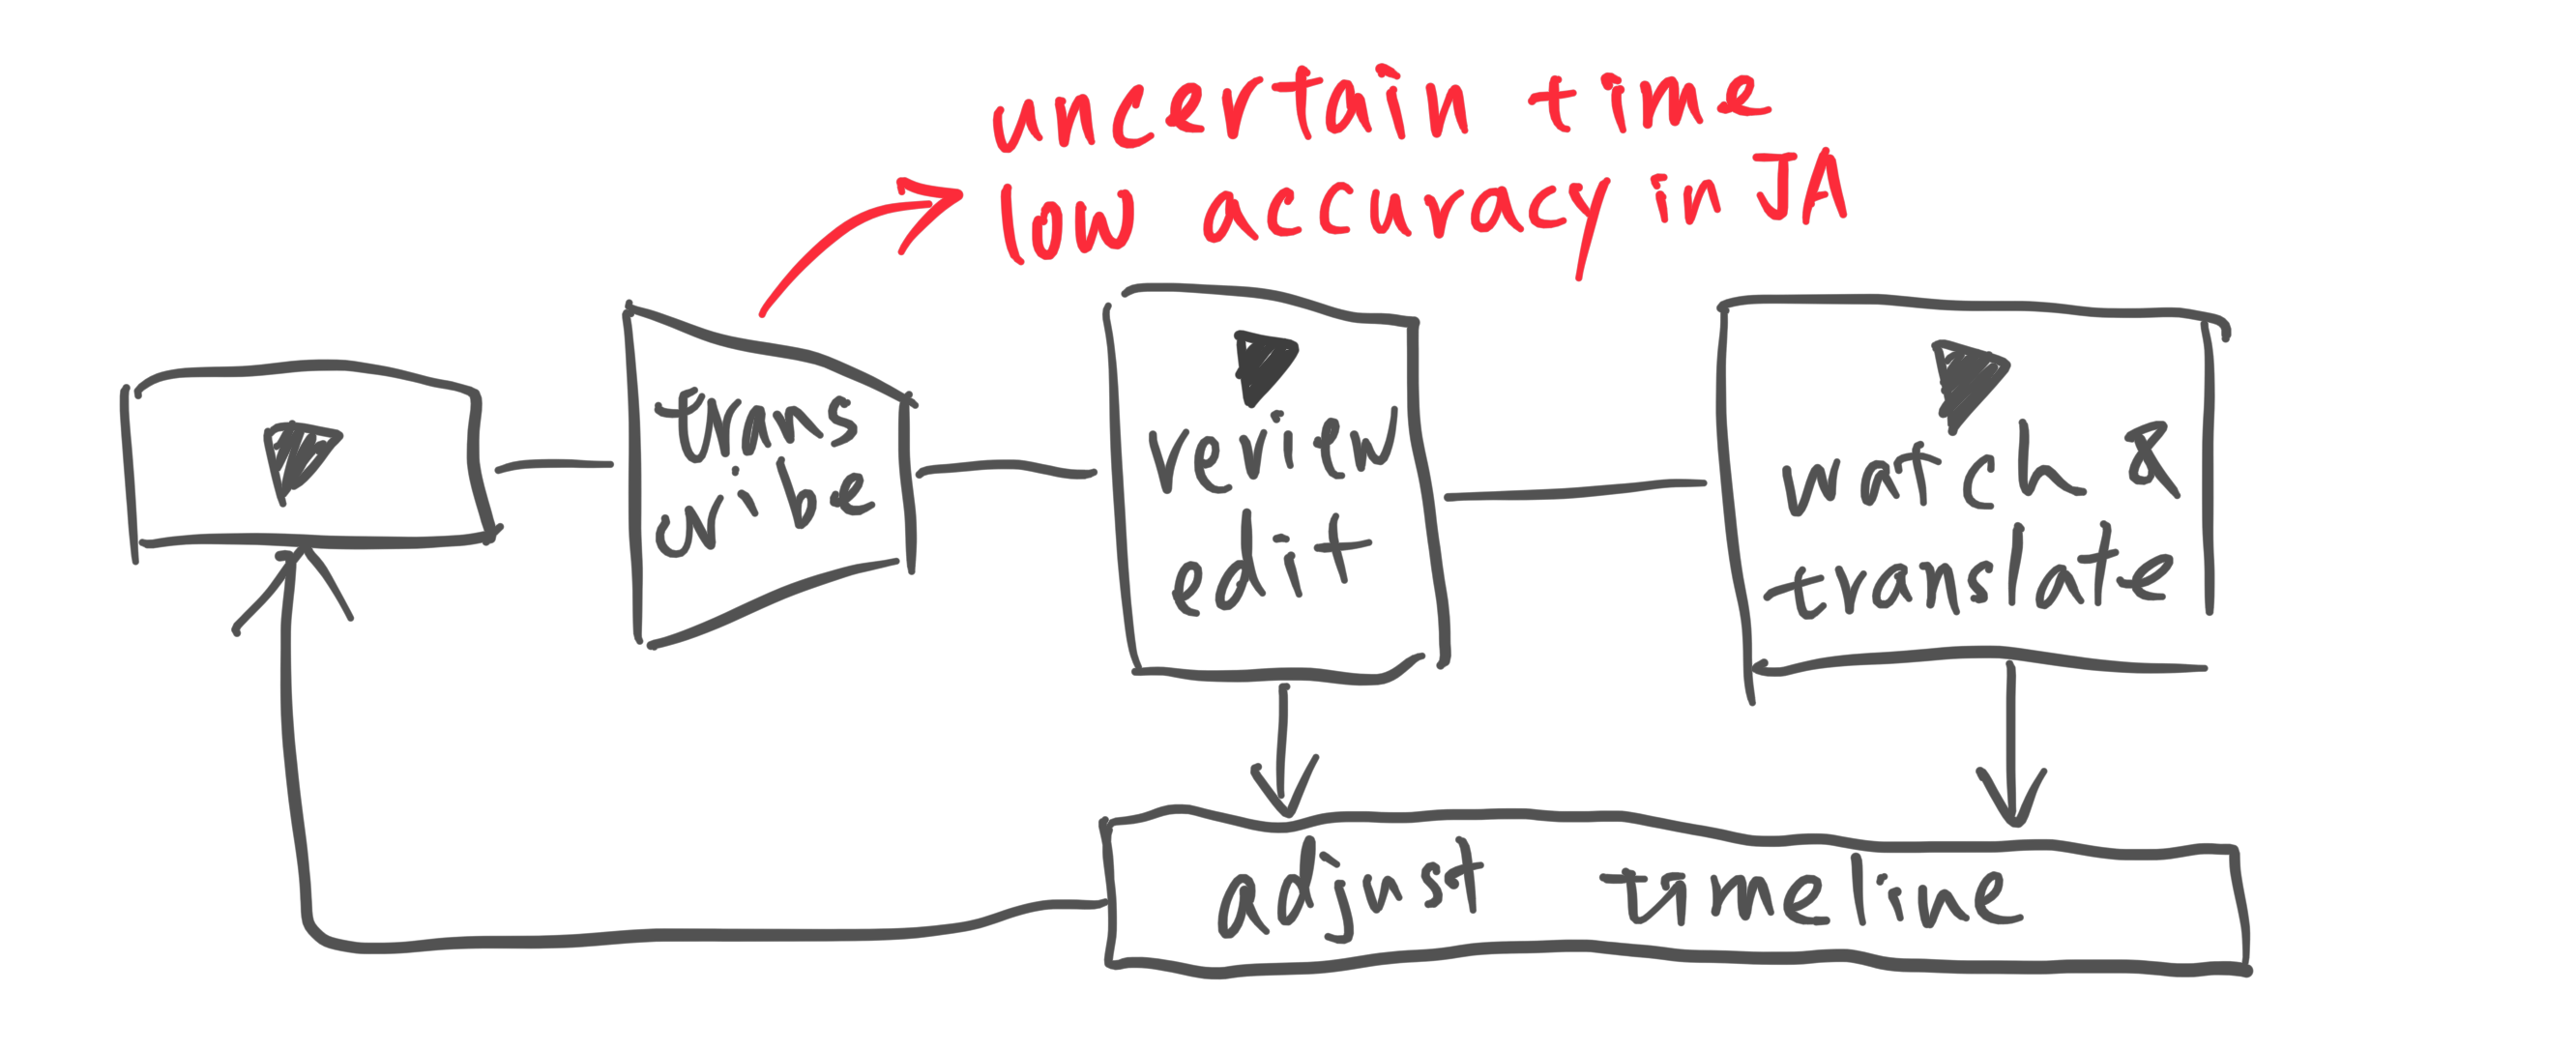 uncertain time
low accuracy in JA
trans
cribe
review
edit
watch &
translate
adjust timeline